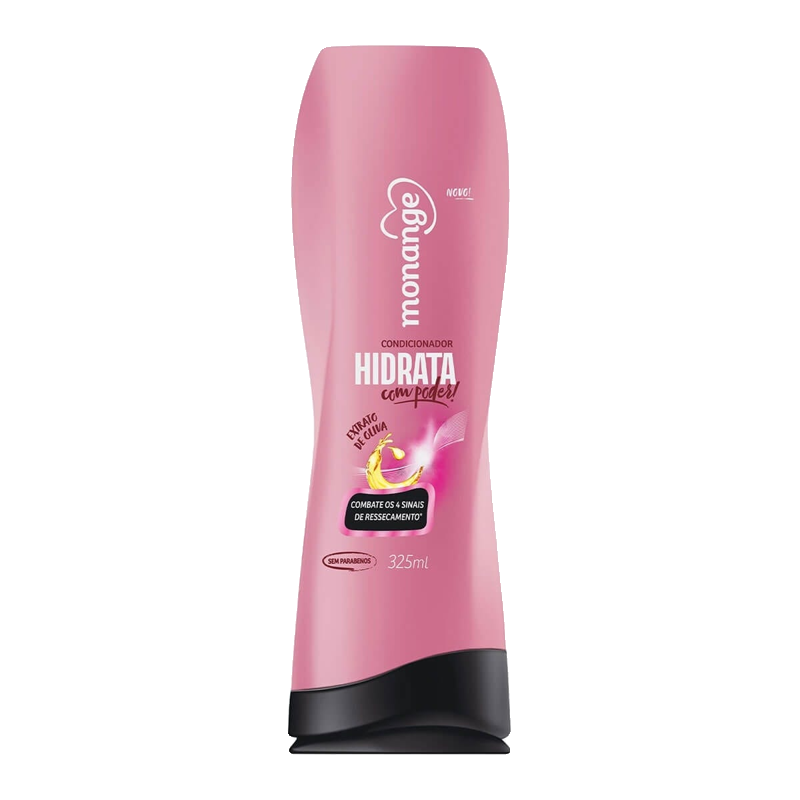 NOVO!
monange
CONDICIONADOR
HIDRATA
com poder!
EXTRATO
DE OLIVA
COMBATE OS 4 SINAIS
DE RESSECAMENTO*
SEM PARABENOS
325ml